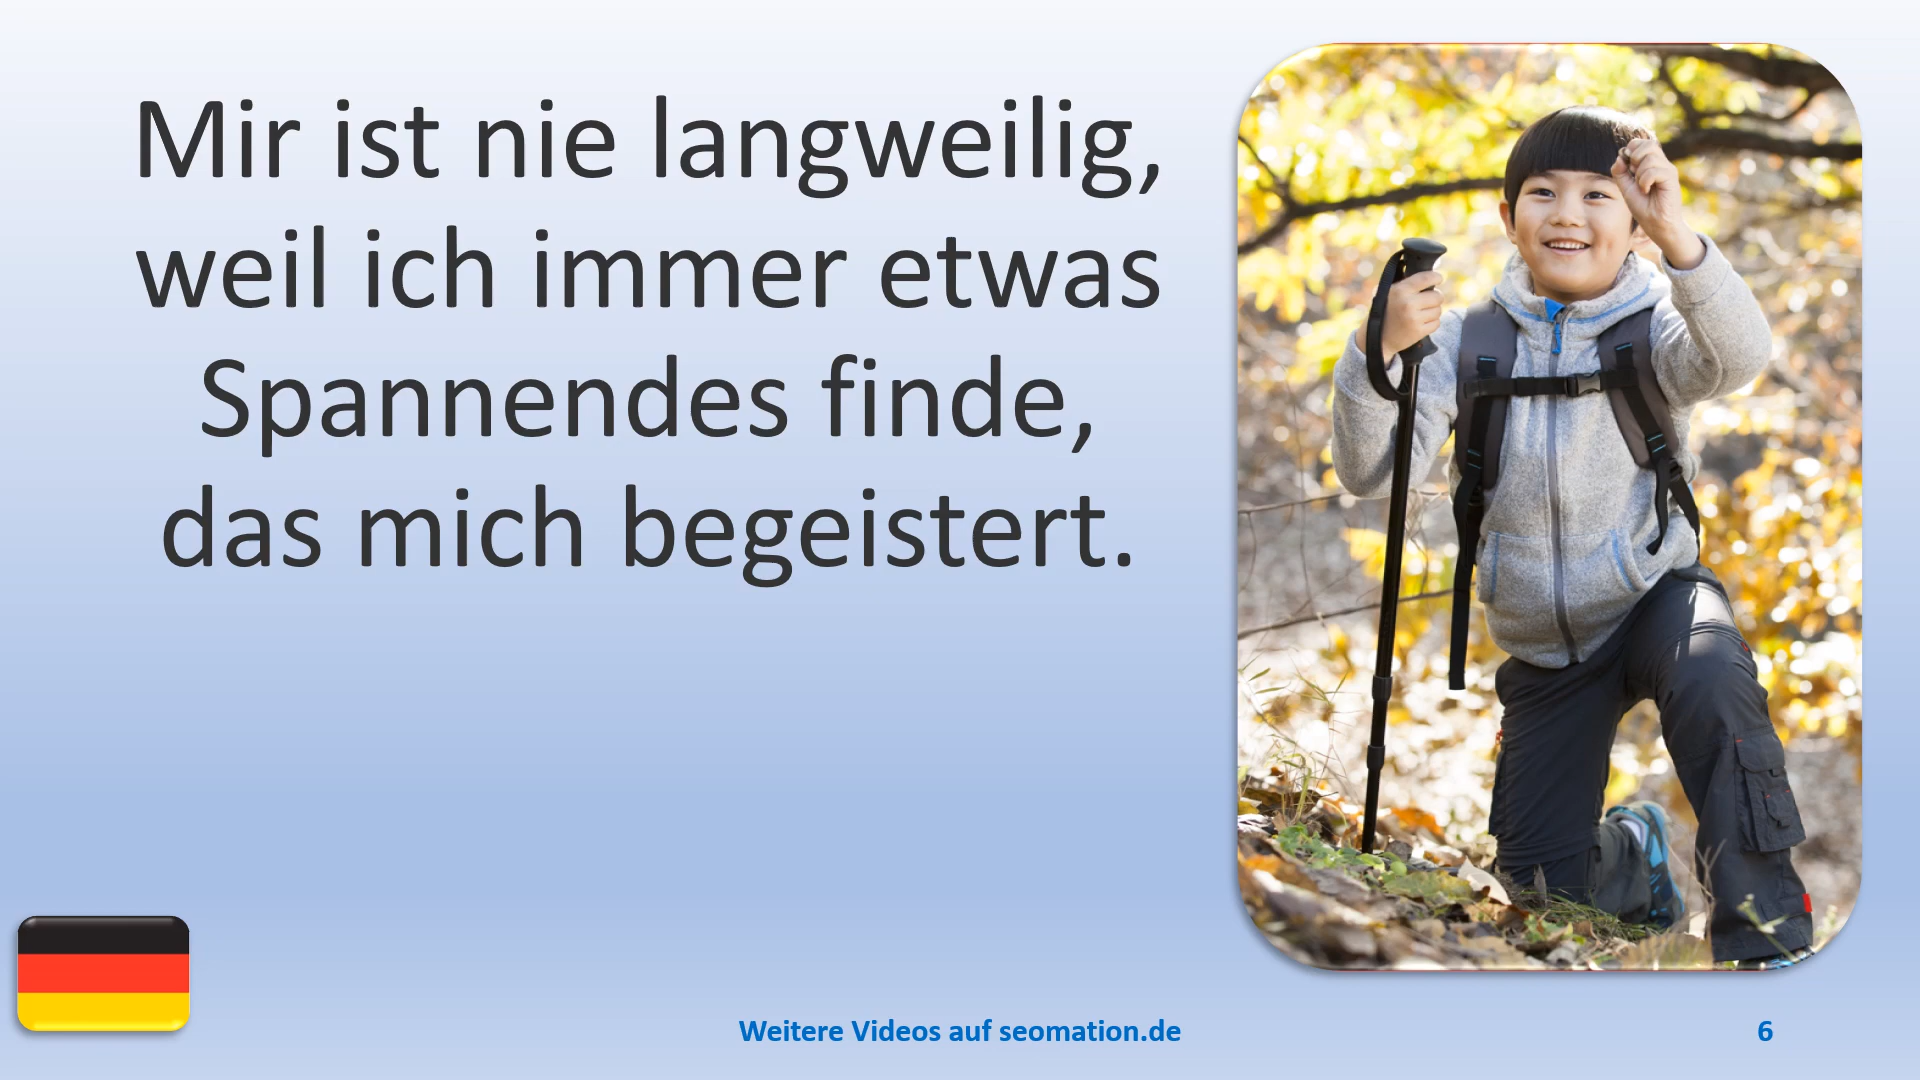 Mir ist nie langweilig,
weil ich immer etwas
Spannendes finde,
das mich begeistert.
Weitere Videos auf seomation.de
6